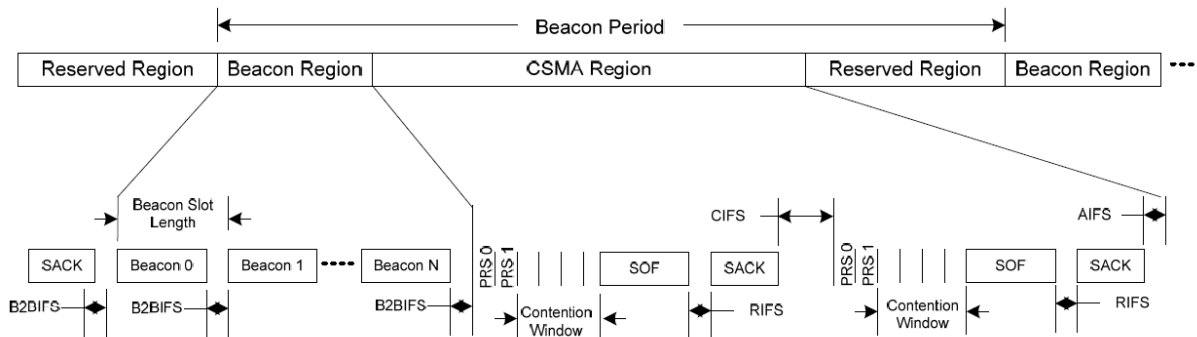 Beacon Period
Reserved Region
Beacon Region
CSMA Region
Reserved Region
Beacon Region
Beacon Slot
Length
CIFS
AIFS
SACK
Beacon 0
Beacon 1
Beacon N
PRS 0
PRS 1
SOF
SACK
PRS 0
PRS 1
SOF
SACK
B2BIFS
B2BIFS
B2BIFS
Contention
Window
RIFS
Contention
Window
RIFS